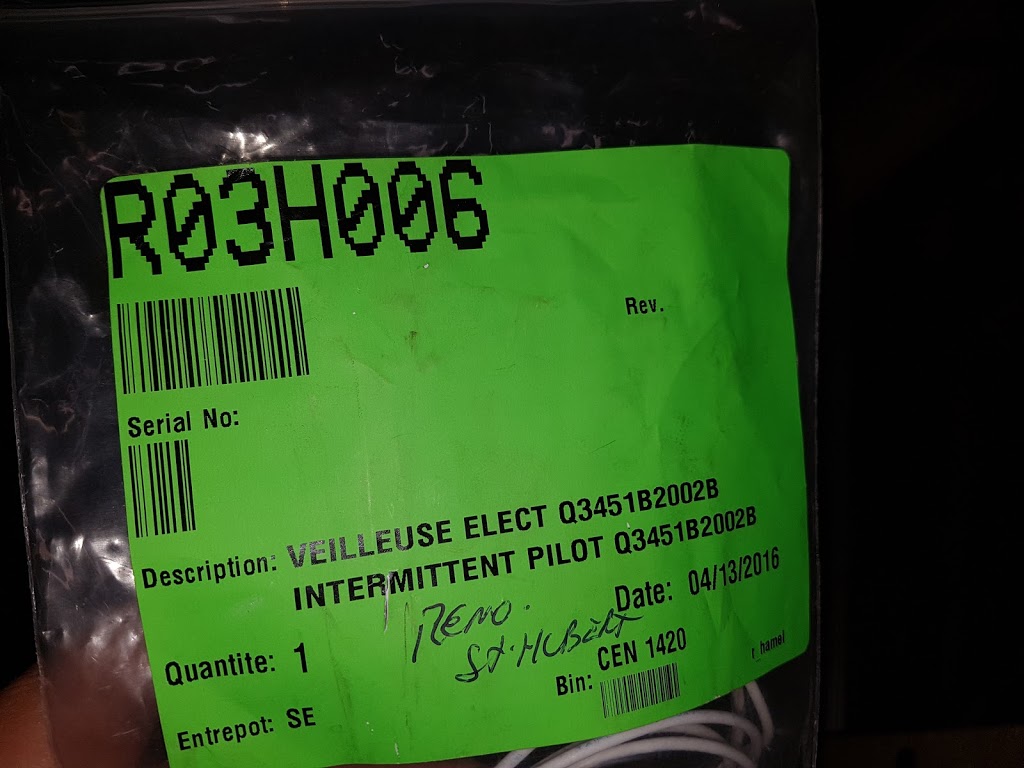 R03H006
Rev.
Serial No:
Description: VEILLEUSE ELECT Q3451B2002B
INTERMITTENT PILOT Q3451B2002B
Date: 04/13/2016
RENO.
ST-HUBERT
Quantite: 1
CEN 1420
Bin:
r_hamel
Entrepot: SE